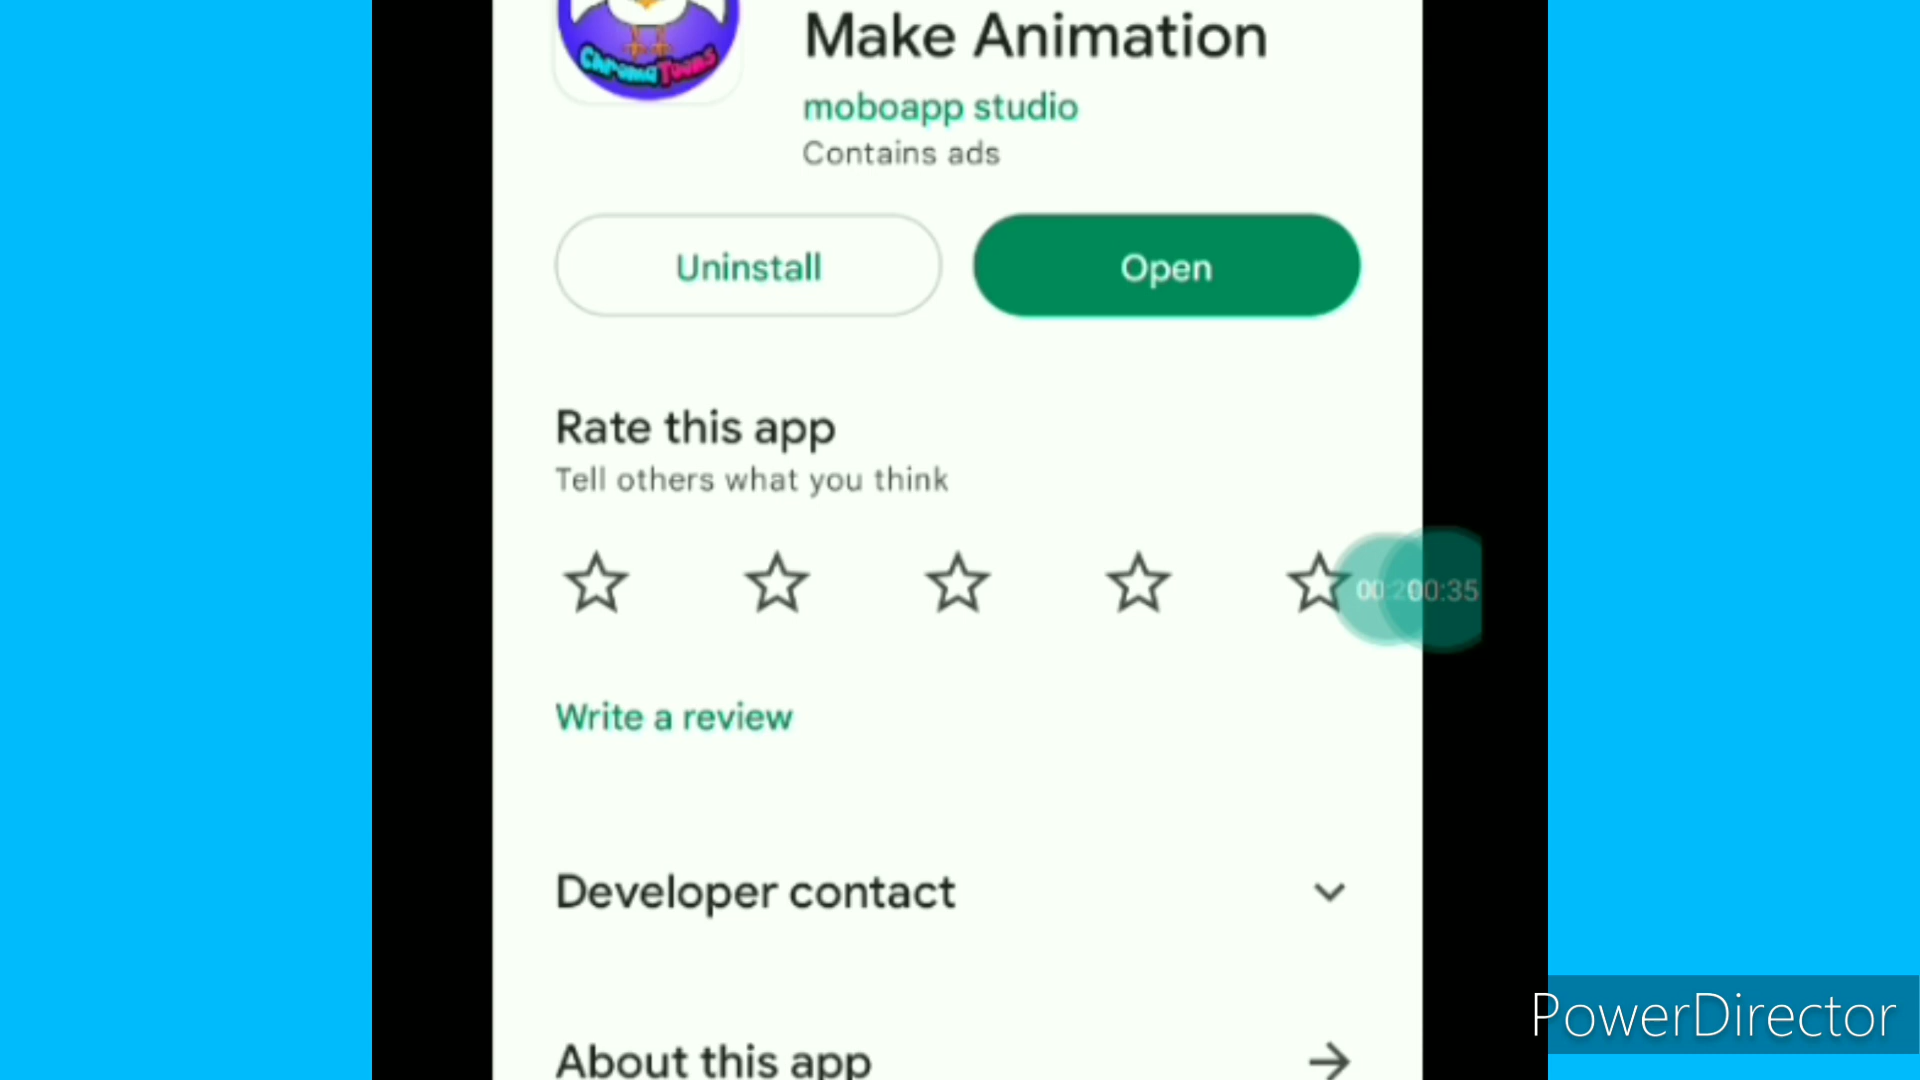 Make Animation
ChromaToons
moboapp studio
Contains ads
Uninstall
Open
Rate this app
Tell others what you think
00:35
Write a review
Developer contact
About this app
PowerDirector